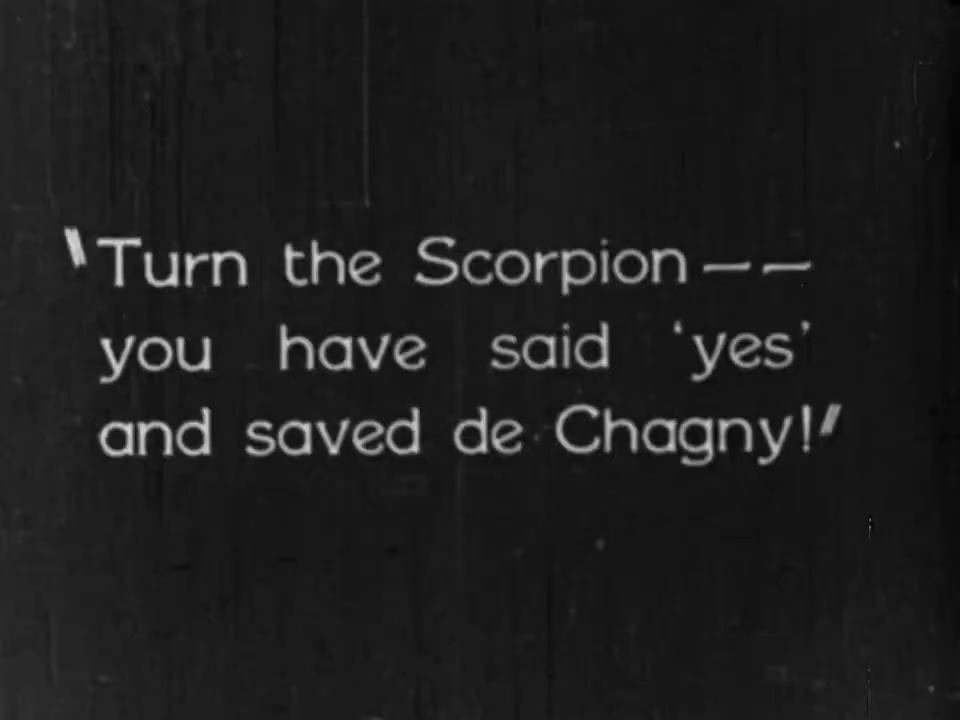 "Turn the Scorpion — —
you have said 'yes'
and saved de Chagny!"